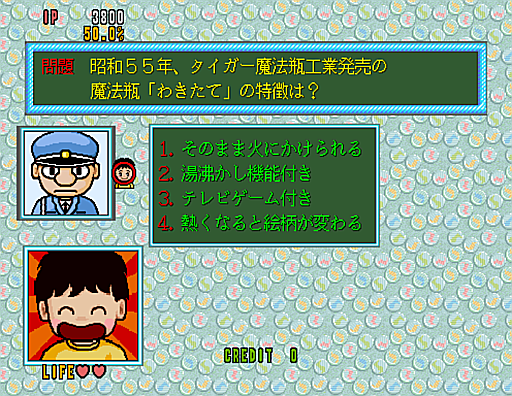 1P 3800
50.0%
問題 昭和55年、タイガー魔法瓶工業発売の
魔法瓶「わきたて」の特徴は?
1. そのまま火にかけられる
2. 湯沸かし機能付き
3. テレビゲーム付き
4. 熱くなると絵柄が変わる
CREDIT 0
LIFE♥♥